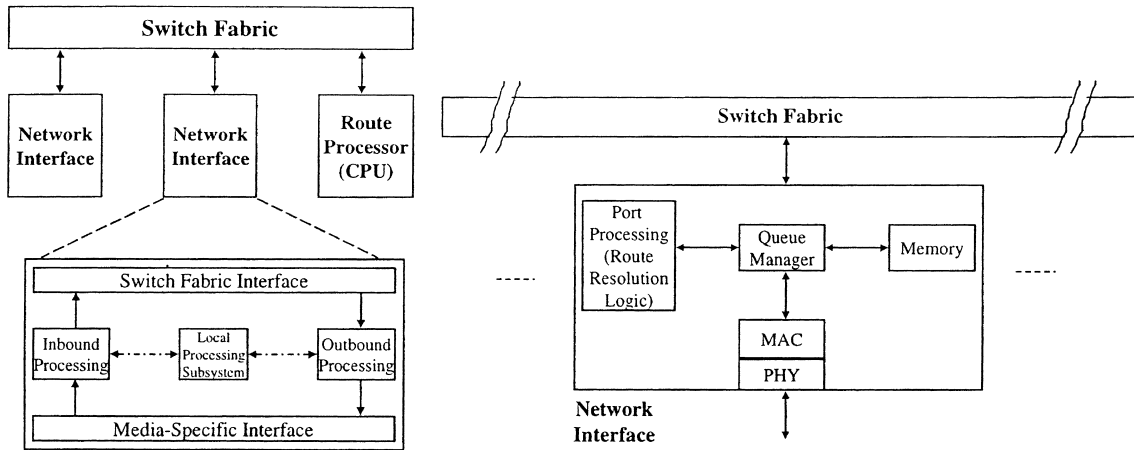 Switch Fabric
Network
Interface
Network
Interface
Route
Processor
(CPU)
Switch Fabric Interface
Inbound
Processing
Local
Processing
Subsystem
Outbound
Processing
Media-Specific Interface
Switch Fabric
Port
Processing
(Route
Resolution
Logic)
Queue
Manager
Memory
MAC
PHY
Network
Interface